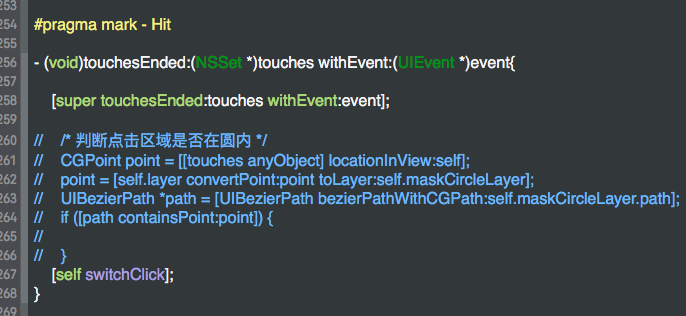 253
254 #pragma mark - Hit
255
256 - (void)touchesEnded:(NSSet *)touches withEvent:(UIEvent *)event{
257
258 [super touchesEnded:touches withEvent:event];
259
260 // /* 判断点击区域是否在圆内 */
261 // CGPoint point = [[touches anyObject] locationInView:self];
262 // point = [self.layer convertPoint:point toLayer:self.maskCircleLayer];
263 // UIBezierPath *path = [UIBezierPath bezierPathWithCGPath:self.maskCircleLayer.path];
264 // if ([path containsPoint:point]) {
265 //
266 // }
267 [self switchClick];
268 }
269